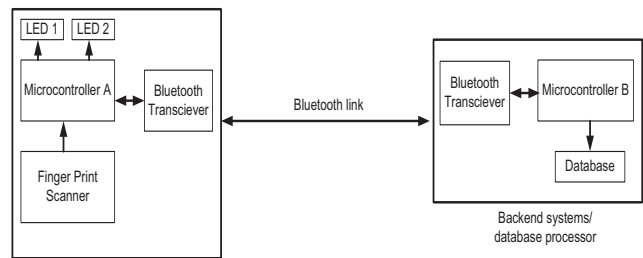 LED 1
LED 2
Microcontroller A
Bluetooth
Transciever
Finger Print
Scanner
Bluetooth link
Bluetooth
Transciever
Microcontroller B
Database
Backend systems/
database processor